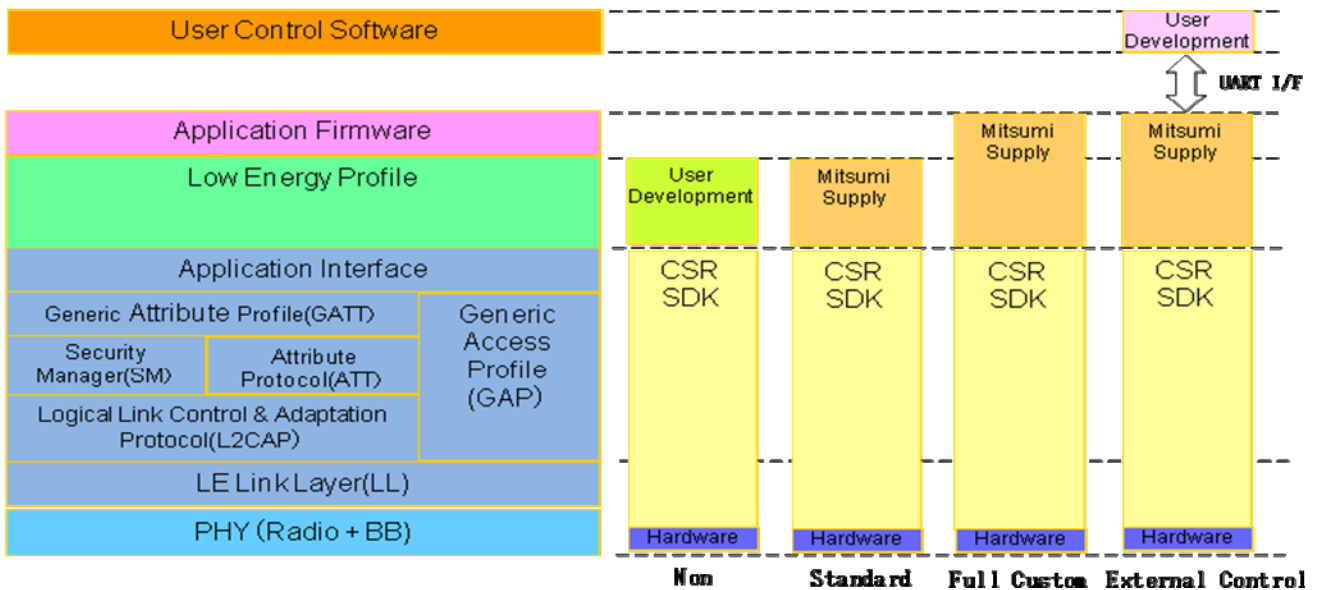 User Control Software
User
Development
UART I/F
Application Firmware
Mitsumi
Supply
Mitsumi
Supply
Low Energy Profile
User
Development
Mitsumi
Supply
Application Interface
CSR
SDK
CSR
SDK
CSR
SDK
CSR
SDK
Generic Attribute Profile(GATT)
Generic
Access
Profile
(GAP)
Security
Manager(SM)
Attribute
Protocol(ATT)
Logical Link Control & Adaptation
Protocol(L2CAP)
LE Link Layer(LL)
PHY (Radio + BB)
Hardware
Hardware
Hardware
Hardware
Non
Standard
Full Custom
External Control